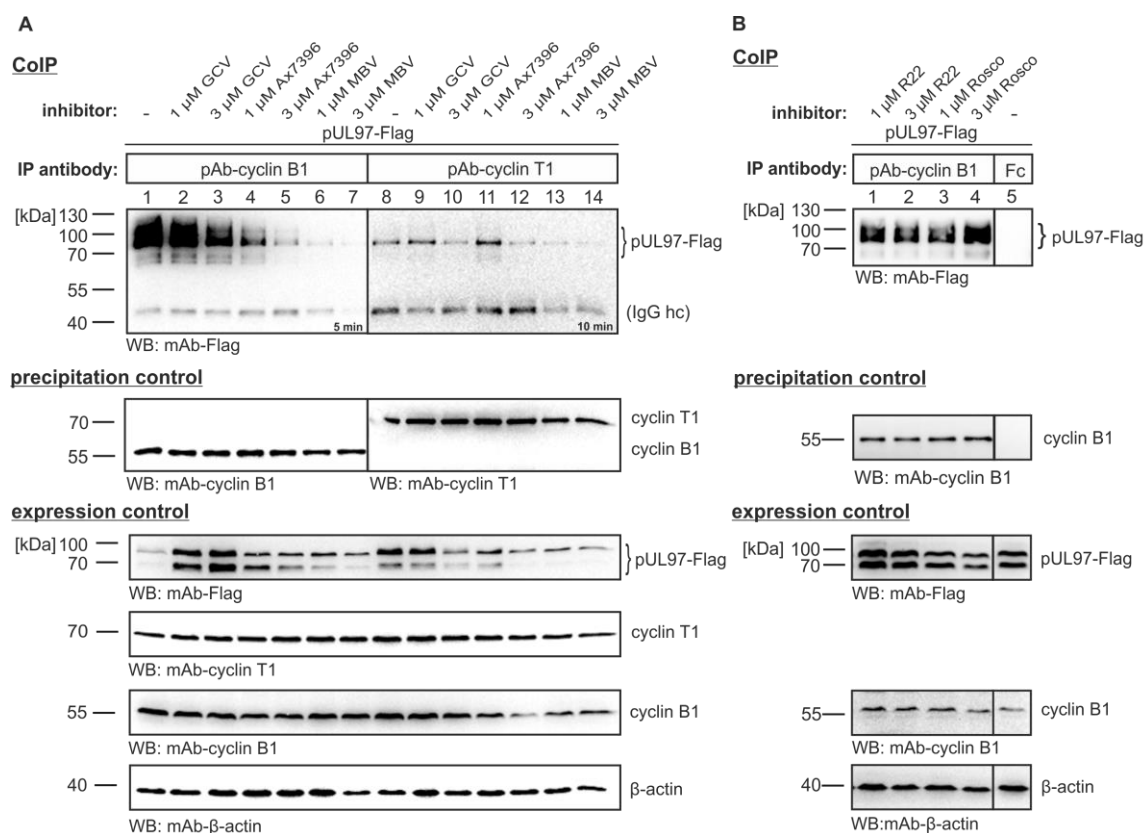 A
CoIP
inhibitor:
- 1 µM GCV 3 µM GCV 1 µM Ax7396 3 µM Ax7396 1 µM MBV 3 µM MBV - 1 µM GCV 3 µM GCV 1 µM Ax7396 3 µM Ax7396 1 µM MBV 3 µM MBV
pUL97-Flag
IP antibody: pAb-cyclin B1 pAb-cyclin T1
1 2 3 4 5 6 7 8 9 10 11 12 13 14
[kDa] 130
100
70
55
40
pUL97-Flag
(IgG hc)
5 min 10 min
WB: mAb-Flag
precipitation control
70
55
cyclin T1
cyclin B1
WB: mAb-cyclin B1 WB: mAb-cyclin T1
expression control
[kDa] 100
70
pUL97-Flag
WB: mAb-Flag
70
cyclin T1
WB: mAb-cyclin T1
55
cyclin B1
WB: mAb-cyclin B1
40
β-actin
WB: mAb-β-actin
B
CoIP
inhibitor:
1 µM R22 3 µM R22 1 µM Rosco 3 µM Rosco -
pUL97-Flag
IP antibody: pAb-cyclin B1 Fc
1 2 3 4 5
[kDa] 130
100
70
pUL97-Flag
WB: mAb-Flag
precipitation control
55
cyclin B1
WB: mAb-cyclin B1
expression control
[kDa] 100
70
pUL97-Flag
WB: mAb-Flag
55
cyclin B1
WB: mAb-cyclin B1
40
β-actin
WB:mAb-β-actin